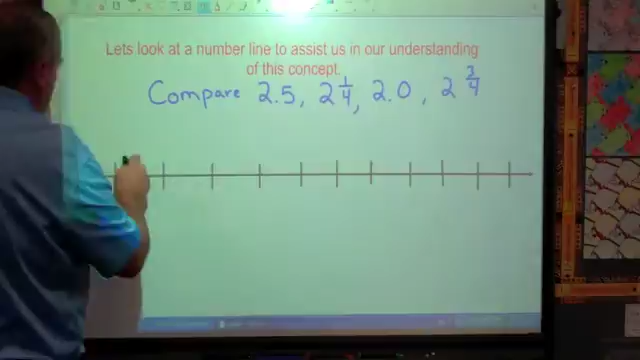 Lets look at a number line to assist us in our understanding
of this concept.
Compare 2.5, 2 1/4, 2.0, 2 3/4